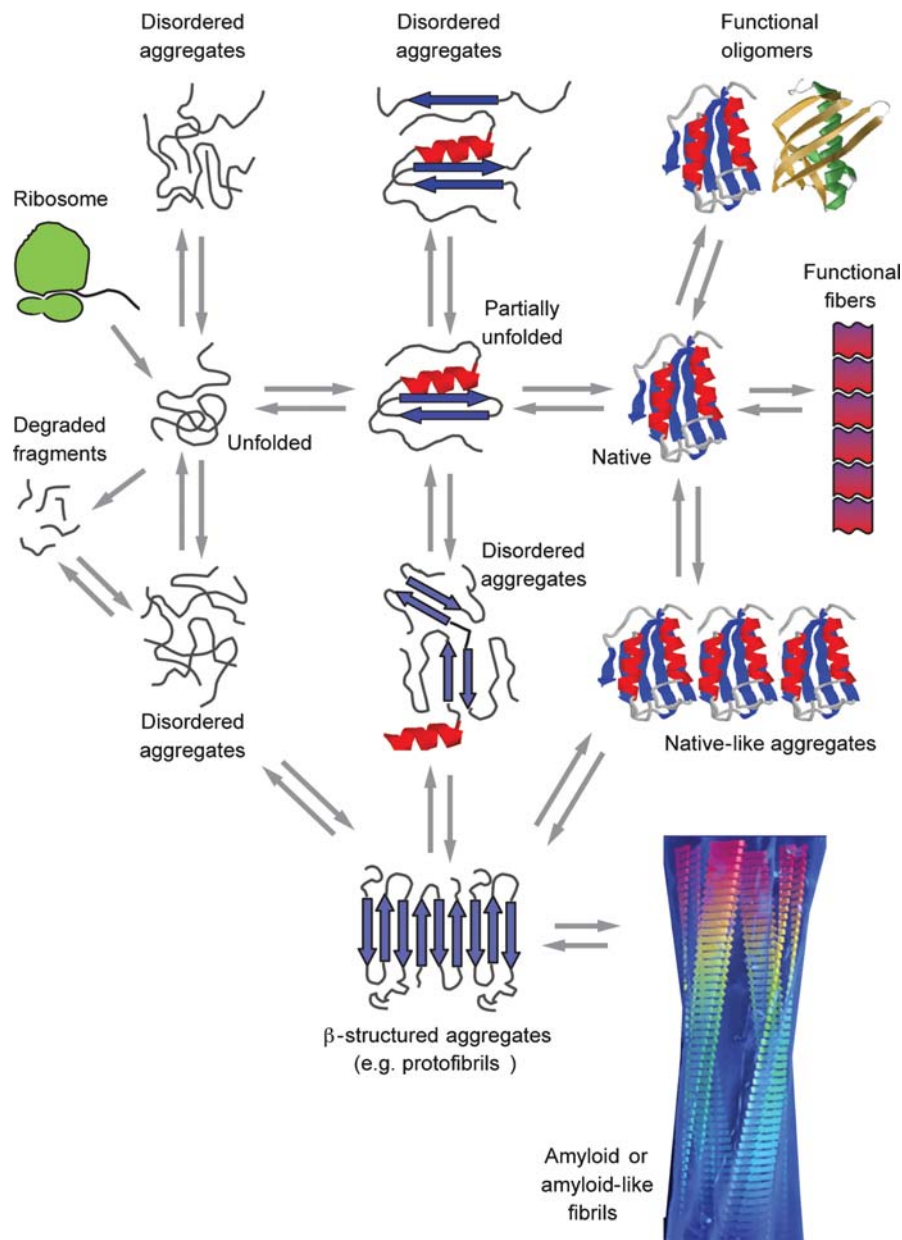 Disordered
aggregates
Disordered
aggregates
Functional
oligomers
Ribosome
Functional
fibers
Partially
unfolded
Degraded
fragments
Unfolded
Native
Disordered
aggregates
Disordered
aggregates
Native-like aggregates
β-structured aggregates
(e.g. protofibrils )
Amyloid or
amyloid-like
fibrils